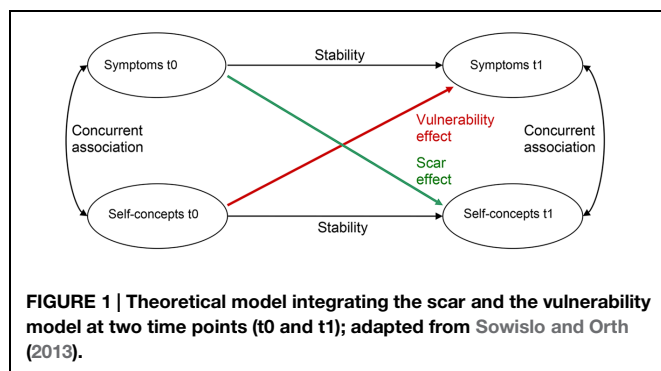 Stability
Symptoms t0
Symptoms t1
Concurrent
association
Vulnerability
effect
Concurrent
association
Scar
effect
Self-concepts t0
Self-concepts t1
Stability
FIGURE 1 | Theoretical model integrating the scar and the vulnerability
model at two time points (t0 and t1); adapted from Sowislo and Orth
(2013).